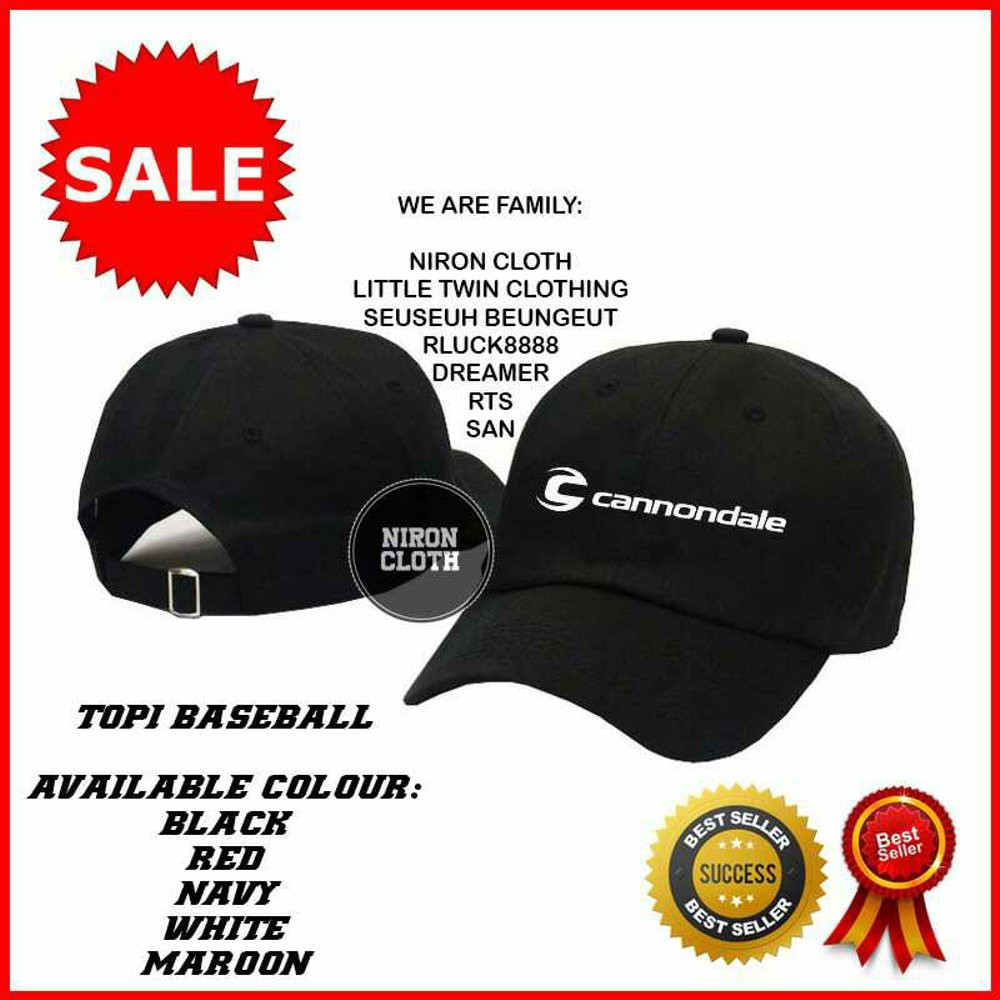 SALE
WE ARE FAMILY:
NIRON CLOTH
LITTLE TWIN CLOTHING
SEUSEUH BEUNGEUT
RLUCK8888
DREAMER
RTS
SAN
NIRON
CLOTH
cannondale
TOPI BASEBALL
AVAILABLE COLOUR:
BLACK
RED
NAVY
WHITE
MAROON
BEST SELLER
SUCCESS
BEST SELLER
Best
Seller